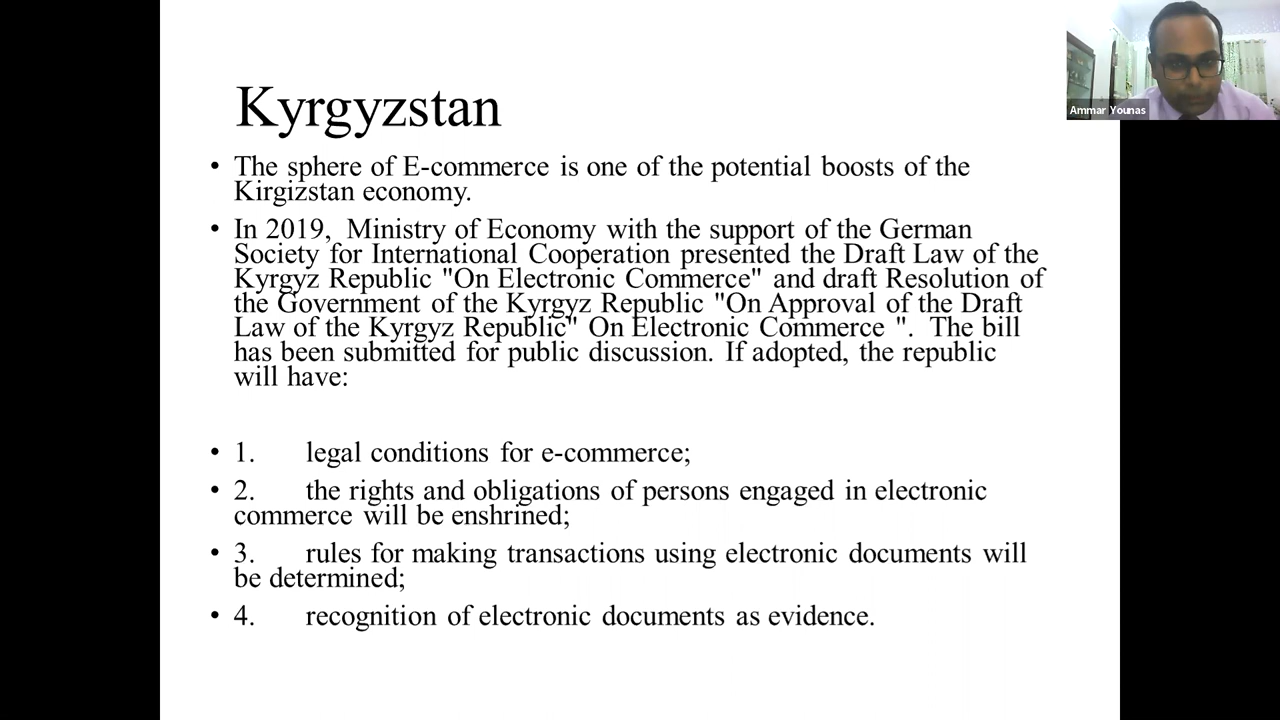 Kyrgyzstan
Ammar Younas
• The sphere of E-commerce is one of the potential boosts of the
Kirgizstan economy.
• In 2019,  Ministry of Economy with the support of the German
Society for International Cooperation presented the Draft Law of the
Kyrgyz Republic "On Electronic Commerce" and draft Resolution of
the Government of the Kyrgyz Republic "On Approval of the Draft
Law of the Kyrgyz Republic" On Electronic Commerce ".  The bill
has been submitted for public discussion. If adopted, the republic
will have:
• 1. legal conditions for e-commerce;
• 2. the rights and obligations of persons engaged in electronic
commerce will be enshrined;
• 3. rules for making transactions using electronic documents will
be determined;
• 4. recognition of electronic documents as evidence.